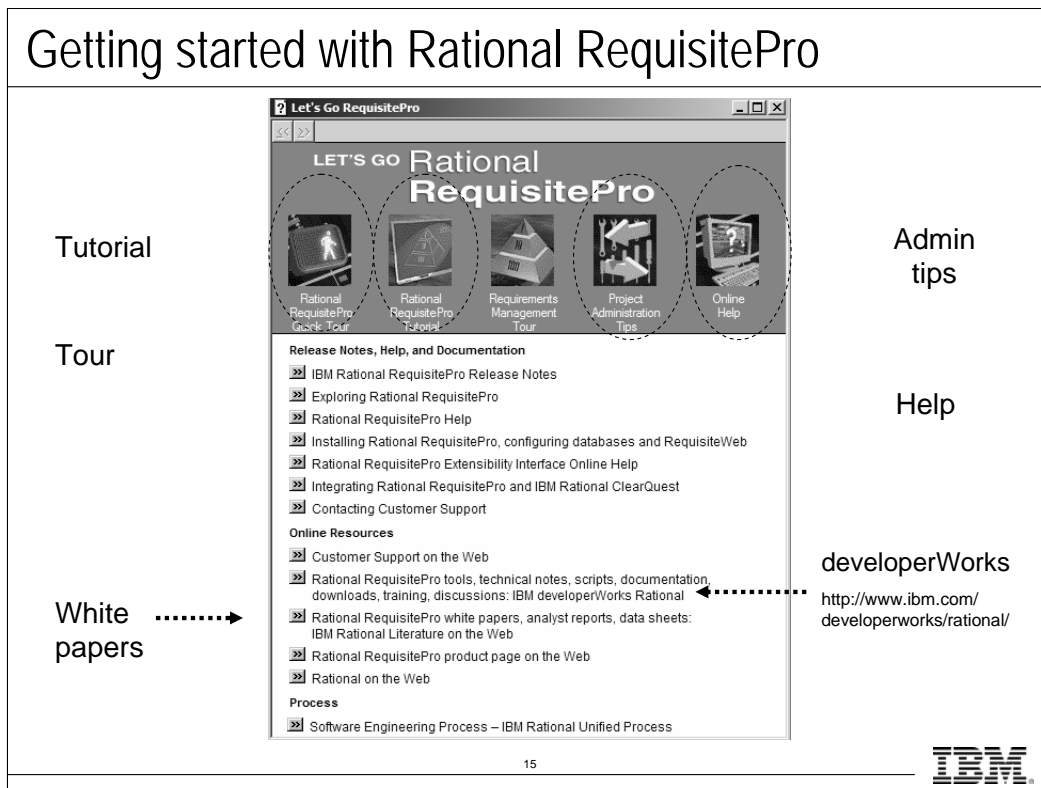 Getting started with Rational RequisitePro
Let's Go RequisitePro
LET'S GO Rational
RequisitePro
Rational
RequisitePro
Quick Tour
Rational
RequisitePro
Tutorial
Requirements
Management
Tour
Project
Administration
Tips
Online
Help
Tutorial
Tour
White
papers
Release Notes, Help, and Documentation
IBM Rational RequisitePro Release Notes
Exploring Rational RequisitePro
Rational RequisitePro Help
Installing Rational RequisitePro, configuring databases and RequisiteWeb
Rational RequisitePro Extensibility Interface Online Help
Integrating Rational RequisitePro and IBM Rational ClearQuest
Contacting Customer Support
Online Resources
Customer Support on the Web
Rational RequisitePro tools, technical notes, scripts, documentation,
downloads, training, discussions: IBM developerWorks Rational
Rational RequisitePro white papers, analyst reports, data sheets:
IBM Rational Literature on the Web
Rational RequisitePro product page on the Web
Rational on the Web
Process
Software Engineering Process – IBM Rational Unified Process
Admin
tips
Help
developerWorks
http://www.ibm.com/
developerworks/rational/
15
IBM.